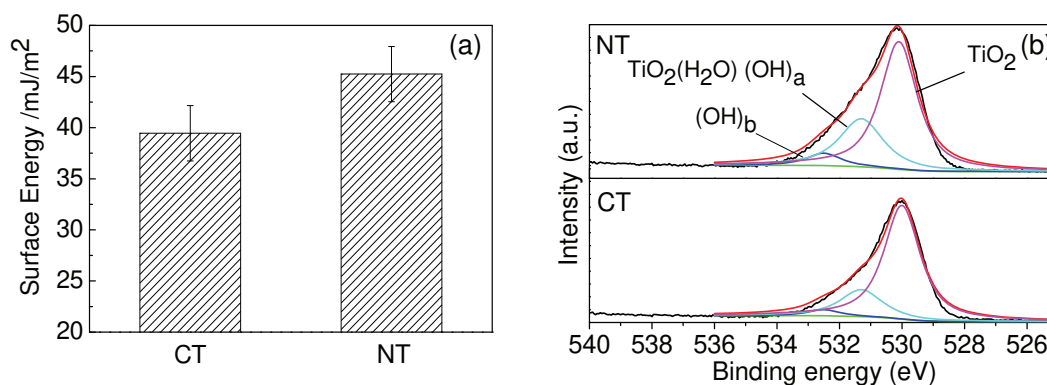 (a)
Surface Energy /mJ/m²
50
45
40
35
30
25
20
CT
NT
(b)
NT
TiO₂(H₂O) (OH)ₐ
TiO₂
(OH)b
CT
Intensity (a.u.)
540 538 536 534 532 530 528 526
Binding energy (eV)